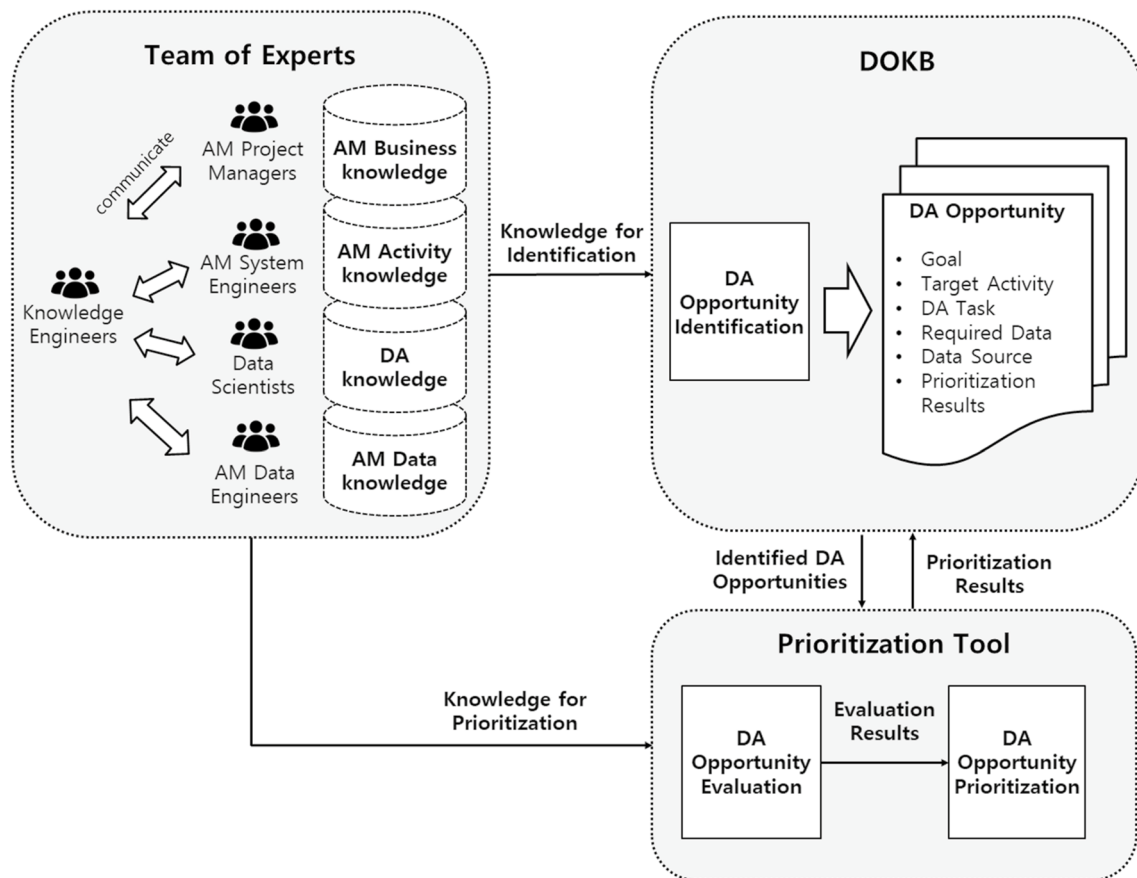 Team of Experts
communicate
AM Project
Managers
AM Business
knowledge
AM System
Engineers
AM Activity
knowledge
Knowledge
Engineers
Data
Scientists
DA
knowledge
AM Data
Engineers
AM Data
knowledge
Knowledge for
Identification
DOKB
DA
Opportunity
Identification
DA Opportunity
• Goal
• Target Activity
• DA Task
• Required Data
• Data Source
• Prioritization
Results
Identified DA
Opportunities
Prioritization
Results
Knowledge for
Prioritization
Prioritization Tool
DA
Opportunity
Evaluation
Evaluation
Results
DA
Opportunity
Prioritization